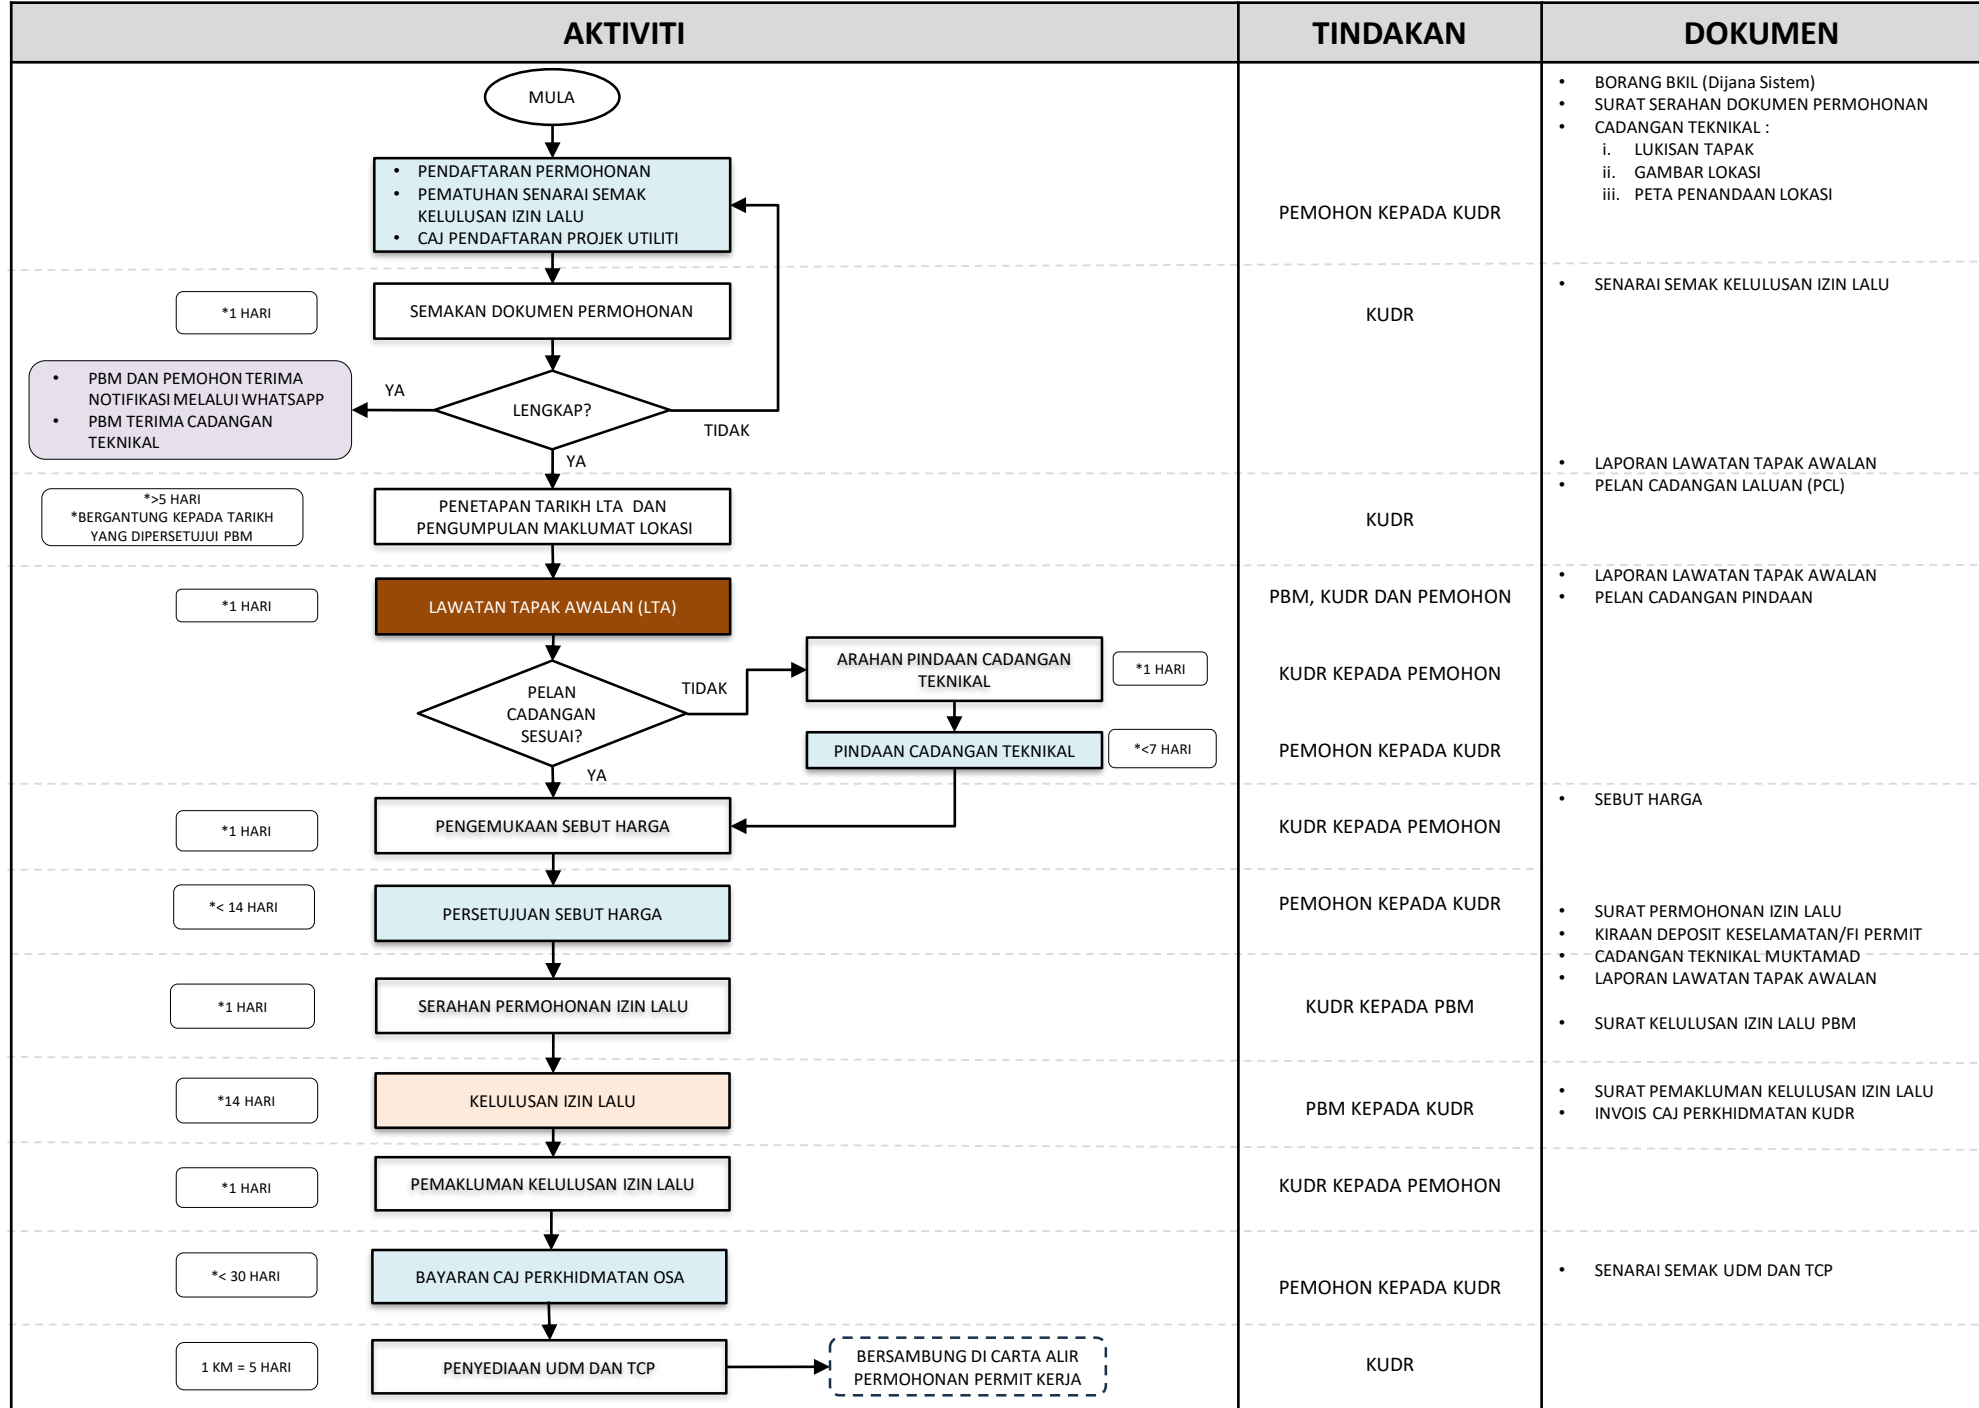 AKTIVITI
TINDAKAN
DOKUMEN
MULA
• PENDAFTARAN PERMOHONAN
• PEMATUHAN SENARAI SEMAK
KELULUSAN IZIN LALU
• CAJ PENDAFTARAN PROJEK UTILITI
PEMOHON KEPADA KUDR
• BORANG BKIL (Dijana Sistem)
• SURAT SERAHAN DOKUMEN PERMOHONAN
• CADANGAN TEKNIKAL :
i. LUKISAN TAPAK
ii. GAMBAR LOKASI
iii. PETA PENANDAAN LOKASI
*1 HARI
SEMAKAN DOKUMEN PERMOHONAN
KUDR
• SENARAI SEMAK KELULUSAN IZIN LALU
• PBM DAN PEMOHON TERIMA
NOTIFIKASI MELALUI WHATSAPP
• PBM TERIMA CADANGAN
TEKNIKAL
YA
LENGKAP?
TIDAK
YA
• LAPORAN LAWATAN TAPAK AWALAN
• PELAN CADANGAN LALUAN (PCL)
*>5 HARI
*BERGANTUNG KEPADA TARIKH
YANG DIPERSETUJUI PBM
PENETAPAN TARIKH LTA DAN
PENGUMPULAN MAKLUMAT LOKASI
KUDR
*1 HARI
LAWATAN TAPAK AWALAN (LTA)
PBM, KUDR DAN PEMOHON
• LAPORAN LAWATAN TAPAK AWALAN
• PELAN CADANGAN PINDAAN
PELAN
CADANGAN
SESUAI?
TIDAK
ARAHAN PINDAAN CADANGAN
TEKNIKAL
*1 HARI
KUDR KEPADA PEMOHON
PINDAAN CADANGAN TEKNIKAL
*<7 HARI
PEMOHON KEPADA KUDR
YA
*1 HARI
PENGEMUKAAN SEBUT HARGA
KUDR KEPADA PEMOHON
• SEBUT HARGA
*< 14 HARI
PERSETUJUAN SEBUT HARGA
PEMOHON KEPADA KUDR
• SURAT PERMOHONAN IZIN LALU
• KIRAAN DEPOSIT KESELAMATAN/FI PERMIT
• CADANGAN TEKNIKAL MUKTAMAD
• LAPORAN LAWATAN TAPAK AWALAN
*1 HARI
SERAHAN PERMOHONAN IZIN LALU
KUDR KEPADA PBM
• SURAT KELULUSAN IZIN LALU PBM
*14 HARI
KELULUSAN IZIN LALU
PBM KEPADA KUDR
• SURAT PEMAKLUMAN KELULUSAN IZIN LALU
• INVOIS CAJ PERKHIDMATAN KUDR
*1 HARI
PEMAKLUMAN KELULUSAN IZIN LALU
KUDR KEPADA PEMOHON
*< 30 HARI
BAYARAN CAJ PERKHIDMATAN OSA
PEMOHON KEPADA KUDR
• SENARAI SEMAK UDM DAN TCP
1 KM = 5 HARI
PENYEDIAAN UDM DAN TCP
BERSAMBUNG DI CARTA ALIR
PERMOHONAN PERMIT KERJA
KUDR